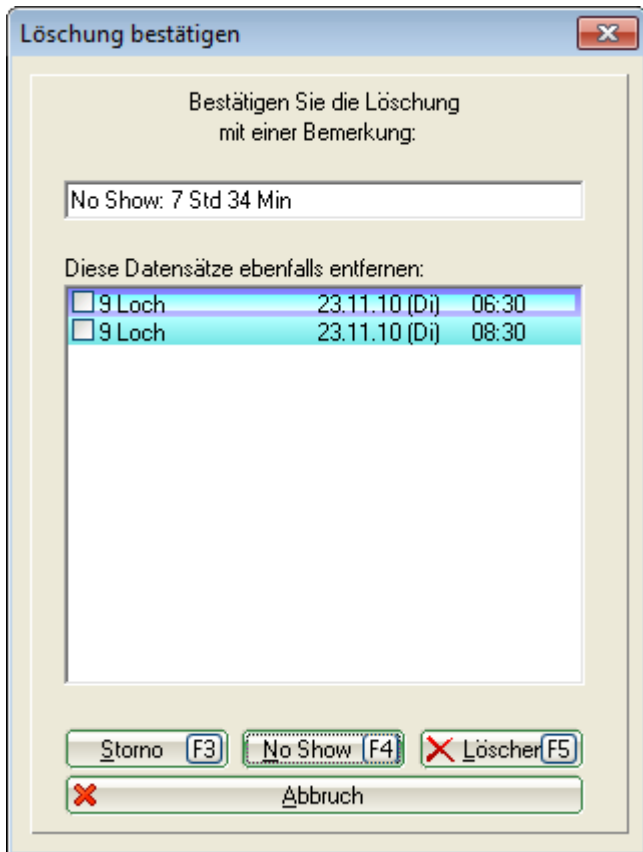 Löschung bestätigen
Bestätigen Sie die Löschung
mit einer Bemerkung:
No Show: 7 Std 34 Min
Diese Datensätze ebenfalls entfernen:
9 Loch 23.11.10 (Di) 06:30
9 Loch 23.11.10 (Di) 08:30
Storno F3 No Show F4 Löscher F5
Abbruch